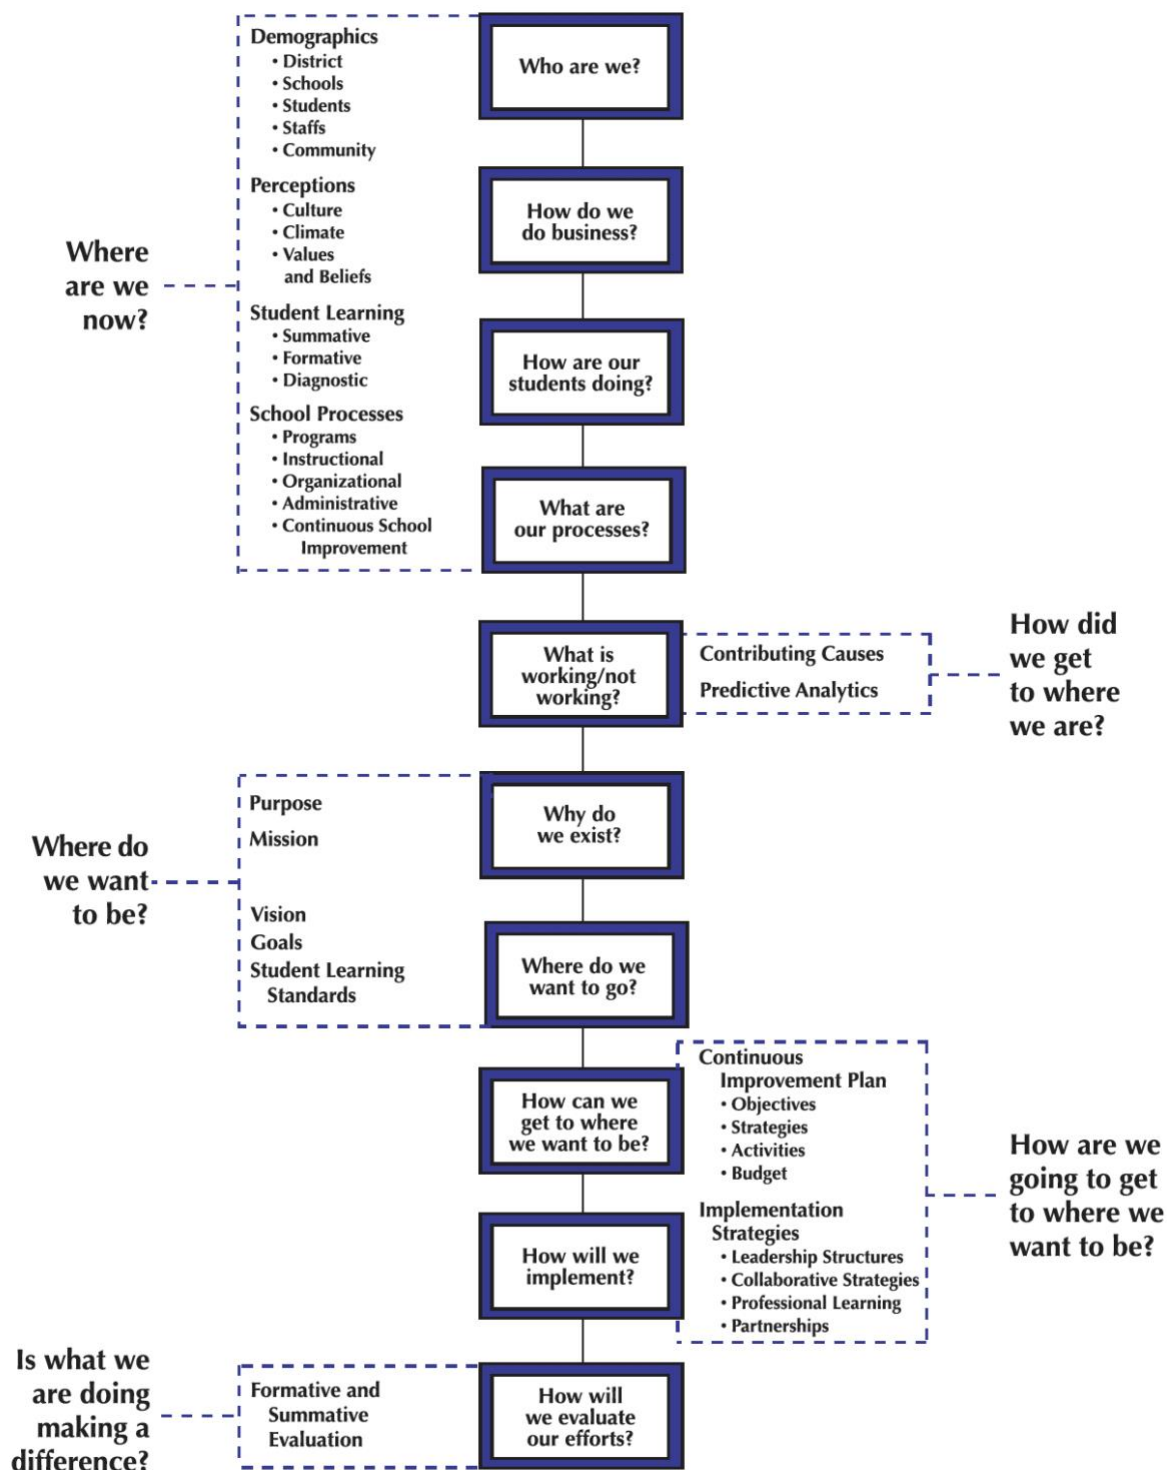 Demographics
• District
• Schools
• Students
• Staffs
• Community
Who are we?
Perceptions
• Culture
• Climate
• Values
and Beliefs
How do we
do business?
Where
are we
now?
Student Learning
• Summative
• Formative
• Diagnostic
How are our
students doing?
School Processes
• Programs
• Instructional
• Organizational
• Administrative
• Continuous School
Improvement
What are
our processes?
What is
working/not
working?
Contributing Causes
Predictive Analytics
How did
we get
to where
we are?
Where do
we want
to be?
Purpose
Mission
Why do
we exist?
Vision
Goals
Student Learning
Standards
Where do we
want to go?
How can we
get to where
we want to be?
Continuous
Improvement Plan
• Objectives
• Strategies
• Activities
• Budget
How will we
implement?
Implementation
Strategies
• Leadership Structures
• Collaborative Strategies
• Professional Learning
• Partnerships
How are we
going to get
to where we
want to be?
Is what we
are doing
making a
difference?
Formative and
Summative
Evaluation
How will
we evaluate
our efforts?